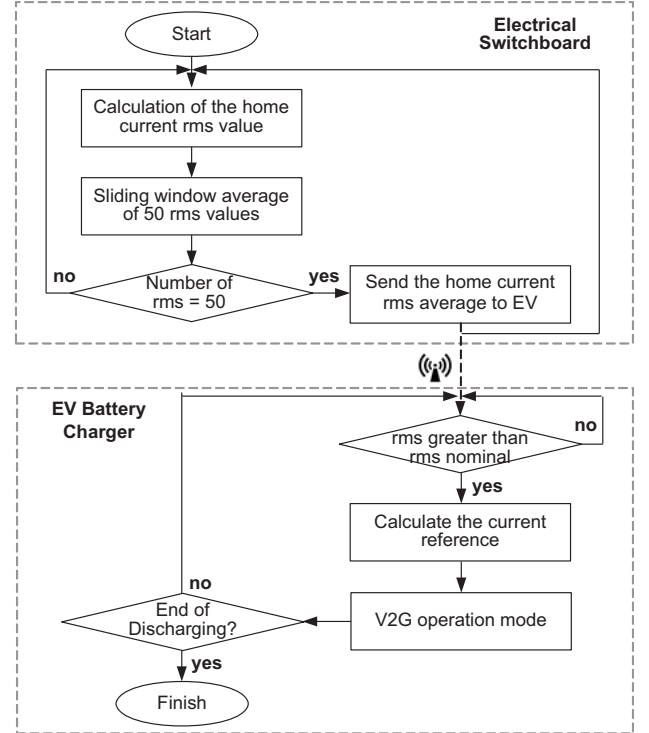 Electrical
Switchboard
Start
Calculation of the home
current rms value
Sliding window average
of 50 rms values
no
Number of
rms = 50
yes
Send the home current
rms average to EV
EV Battery
Charger
rms greater than
rms nominal
no
yes
Calculate the current
reference
V2G operation mode
no
End of
Discharging?
yes
Finish